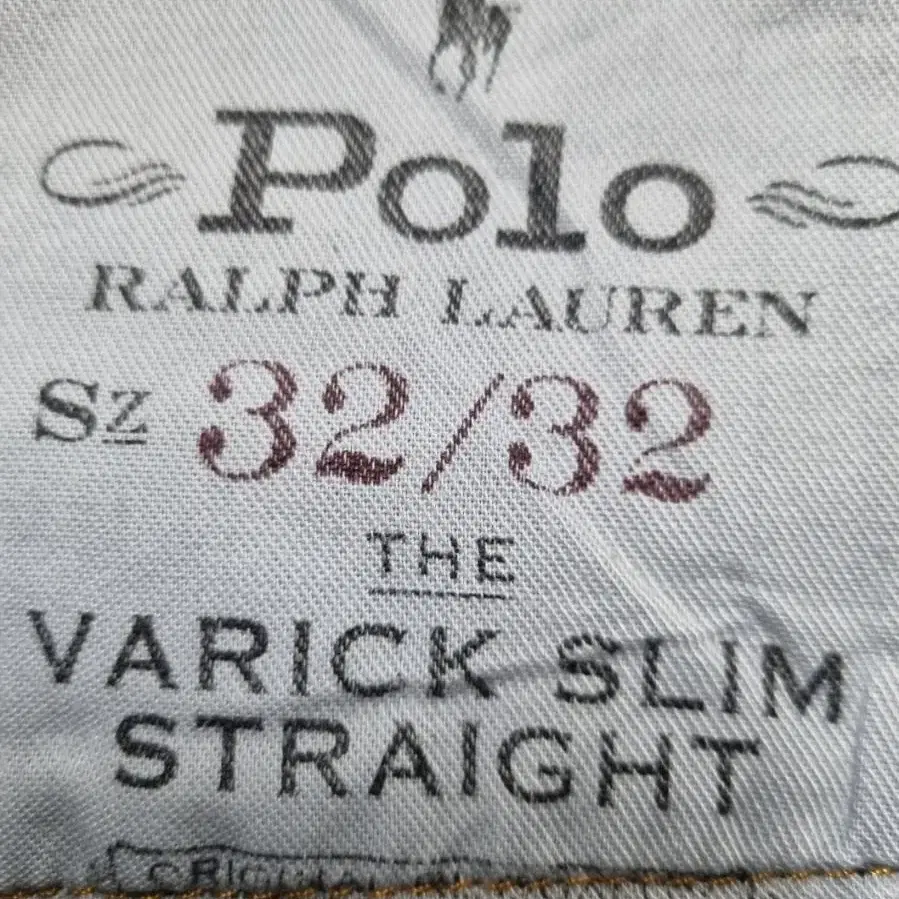 Polo
RALPH LAUREN
Sz 32/32
THE
VARICK SLIM
STRAIGHT